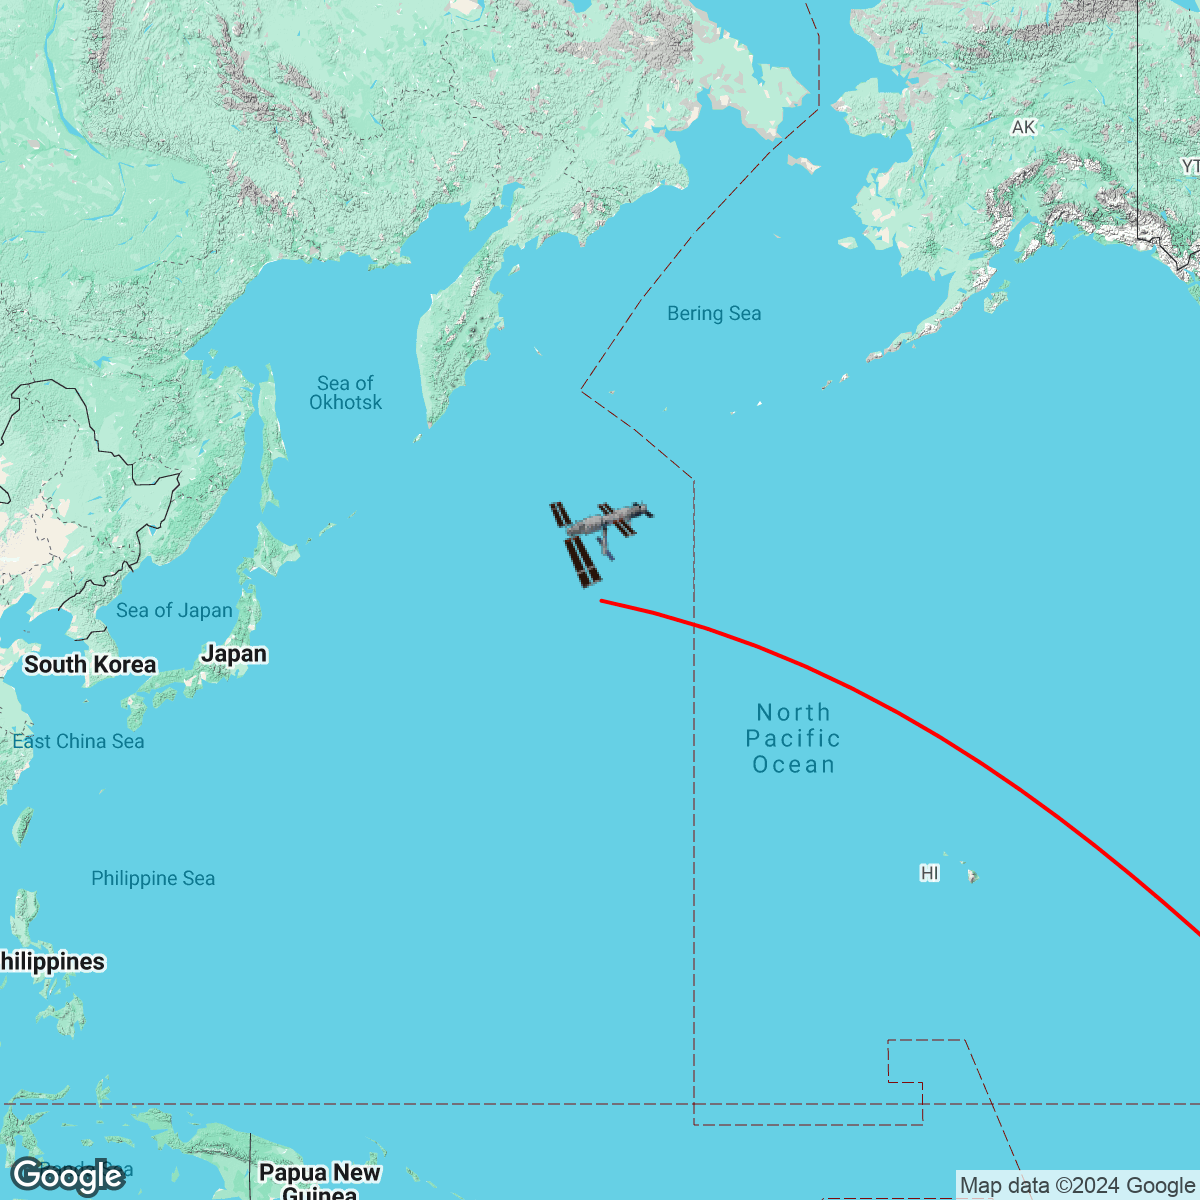 AK
YT
Bering Sea
Sea of
Okhotsk
Sea of Japan
Japan
South Korea
North
Pacific
Ocean
East China Sea
HI
Philippine Sea
hilippines
Papua New
Guinea
Google
Map data ©2024 Google